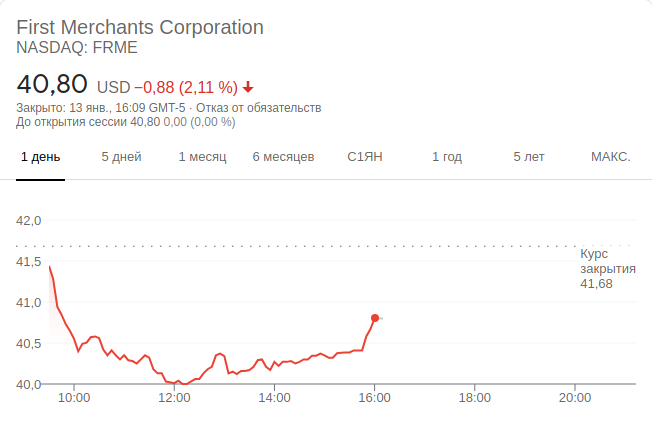 First Merchants Corporation
NASDAQ: FRME
40,80 USD −0,88 (2,11 %)
Закрыто: 13 янв., 16:09 GMT-5 · Отказ от обязательств
До открытия сессии 40,80 0,00 (0,00 %)
1 день 5 дней 1 месяц 6 месяцев С1ЯН 1 год 5 лет МАКС.
42,0
Курс
закрытия
41,68
41,5
41,0
40,5
40,0
10:00 12:00 14:00 16:00 18:00 20:00